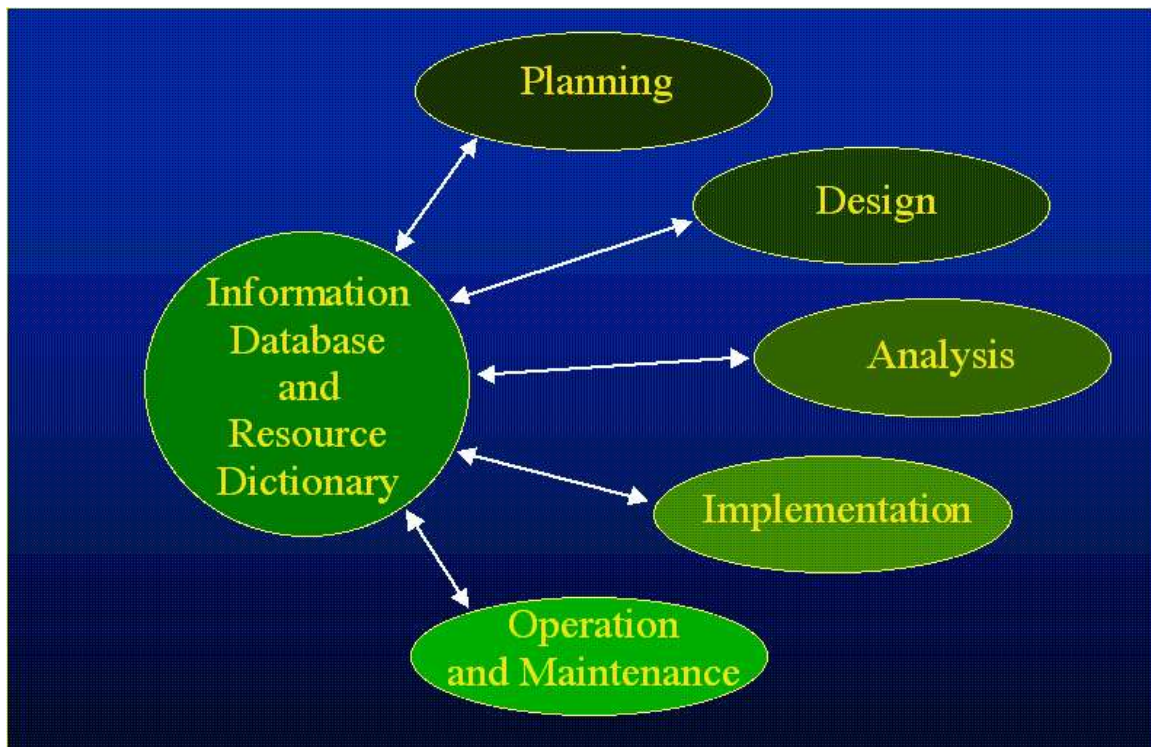 Planning
Design
Information
Database
and
Resource
Dictionary
Analysis
Implementation
Operation
and Maintenance